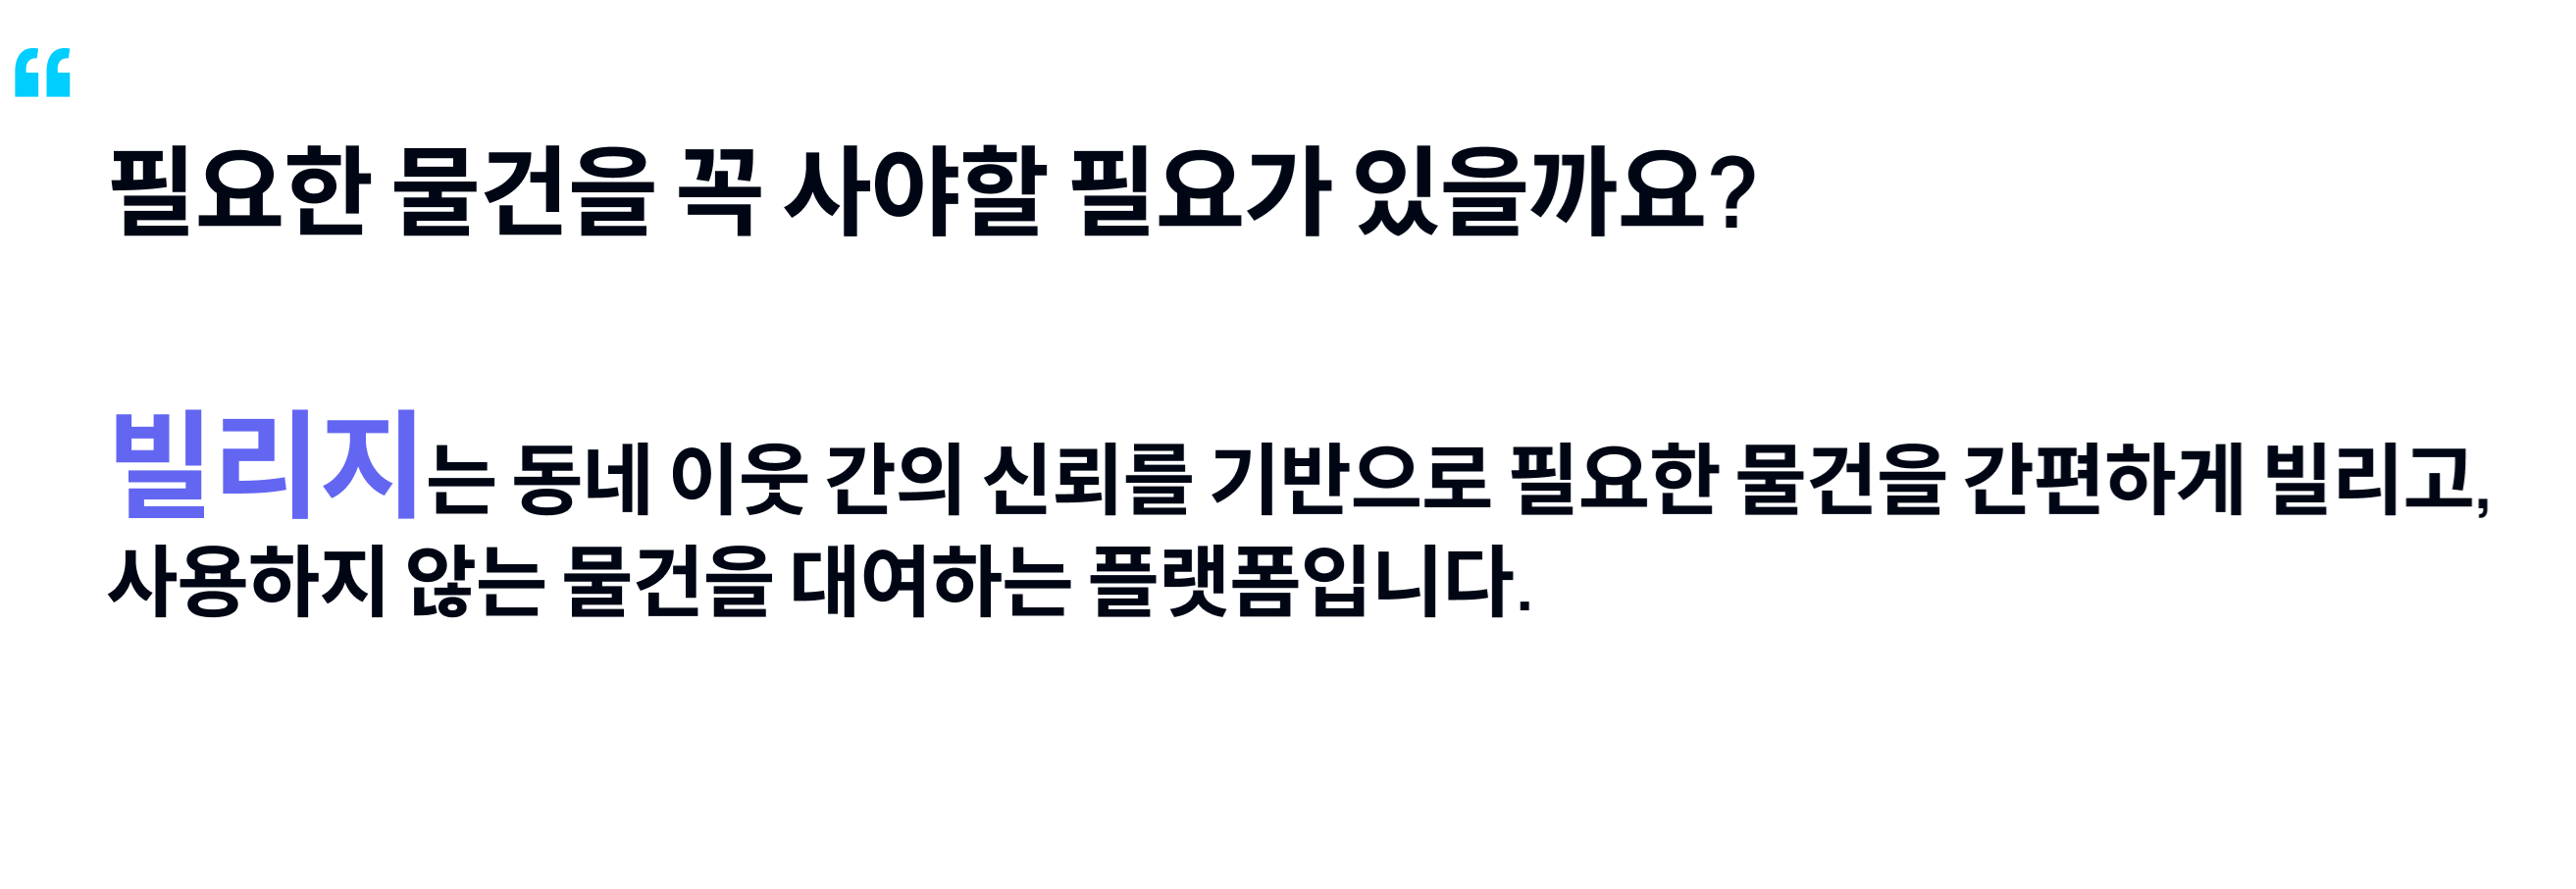 “
필요한 물건을 꼭 사야할 필요가 있을까요?
빌리지는 동네 이웃 간의 신뢰를 기반으로 필요한 물건을 간편하게 빌리고,
사용하지 않는 물건을 대여하는 플랫폼입니다.